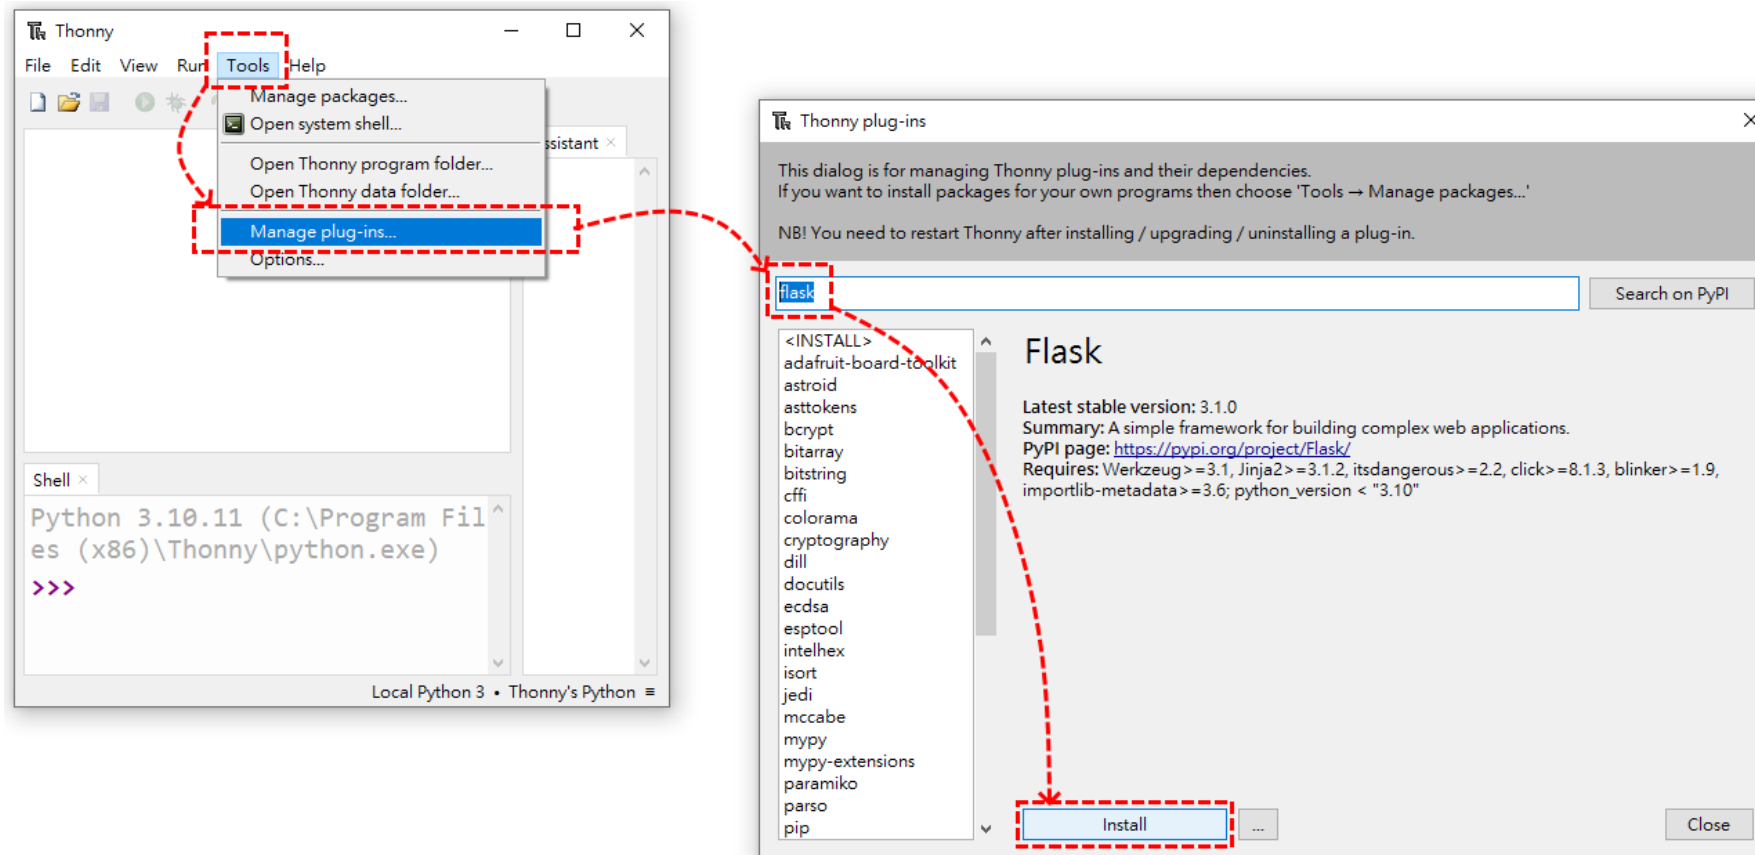 Thonny
File Edit View Run Tools Help
Manage packages...
Open system shell...
Open Thonny program folder...
Open Thonny data folder...
Manage plug-ins...
Options...
ssistant ×
Shell ×
Python 3.10.11 (C:\Program Fil
es (x86)\Thonny\python.exe)
>>>
Local Python 3 • Thonny's Python ≡
Thonny plug-ins
This dialog is for managing Thonny plug-ins and their dependencies.
If you want to install packages for your own programs then choose 'Tools → Manage packages...'
NB! You need to restart Thonny after installing / upgrading / uninstalling a plug-in.
flask
Search on PyPI
<INSTALL>
adafruit-board-toolkit
astroid
asttokens
bcrypt
bitarray
bitstring
cffi
colorama
cryptography
dill
docutils
ecdsa
esptool
intelhex
isort
jedi
mccabe
mypy
mypy-extensions
paramiko
parso
pip
Flask
Latest stable version: 3.1.0
Summary: A simple framework for building complex web applications.
PyPI page: https://pypi.org/project/Flask/
Requires: Werkzeug>=3.1, Jinja2>=3.1.2, itsdangerous>=2.2, click>=8.1.3, blinker>=1.9,
importlib-metadata>=3.6; python_version < "3.10"
Install
...
Close